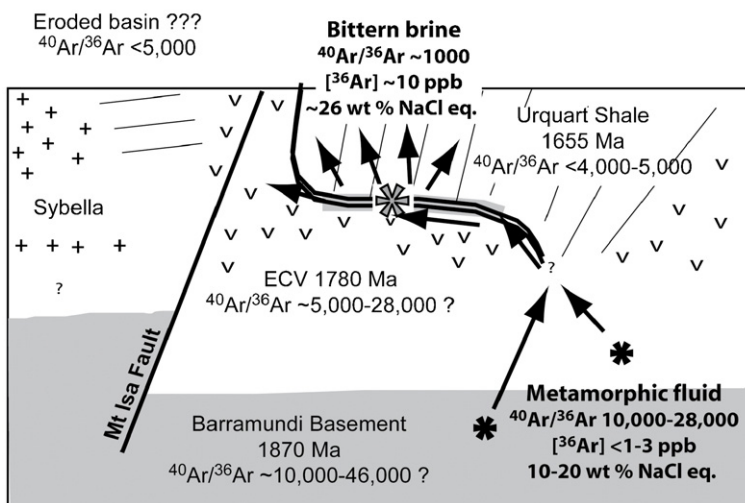 Eroded basin ???
⁴⁰Ar/³⁶Ar <5,000
Bittern brine
⁴⁰Ar/³⁶Ar ~1000
[³⁶Ar] ~10 ppb
~26 wt % NaCl eq.
Urquart Shale
1655 Ma
⁴⁰Ar/³⁶Ar <4,000-5,000
Sybella
?
ECV 1780 Ma
⁴⁰Ar/³⁶Ar ~5,000-28,000 ?
?
Mt Isa Fault
Barramundi Basement
1870 Ma
⁴⁰Ar/³⁶Ar ~10,000-46,000 ?
Metamorphic fluid
⁴⁰Ar/³⁶Ar 10,000-28,000
[³⁶Ar] <1-3 ppb
10-20 wt % NaCl eq.